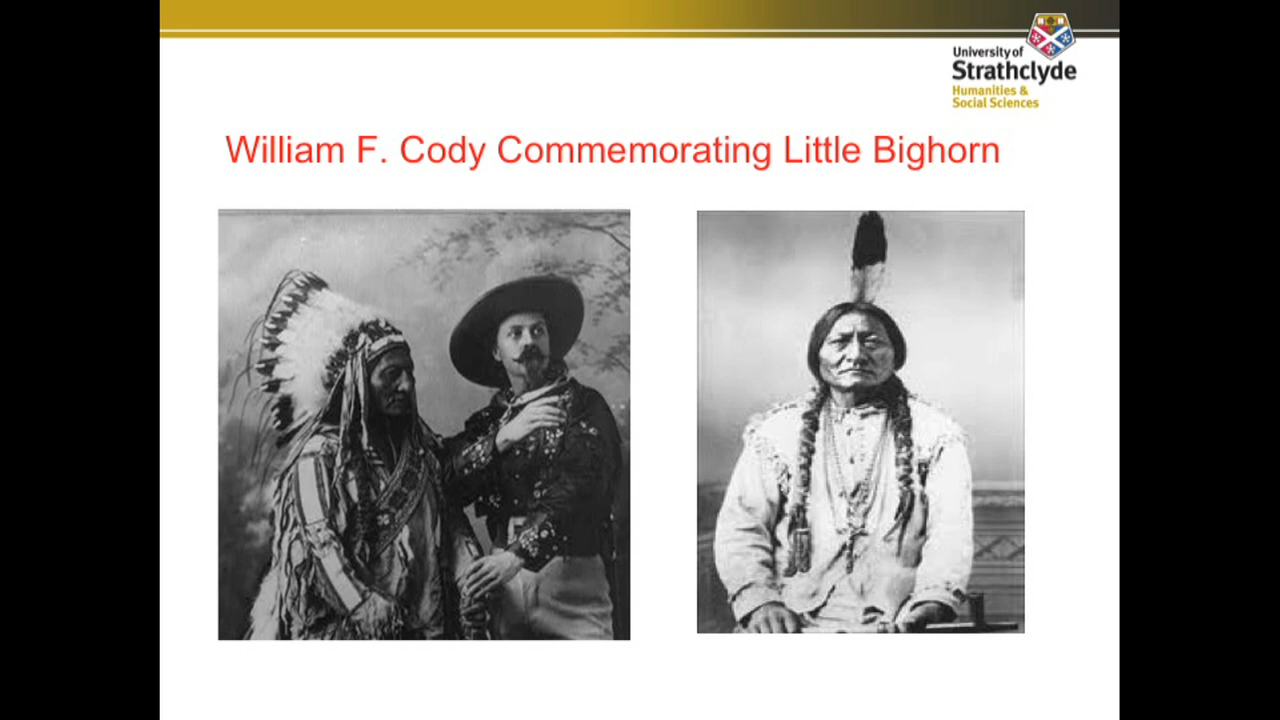 University of
Strathclyde
Humanities &
Social Sciences
William F. Cody Commemorating Little Bighorn